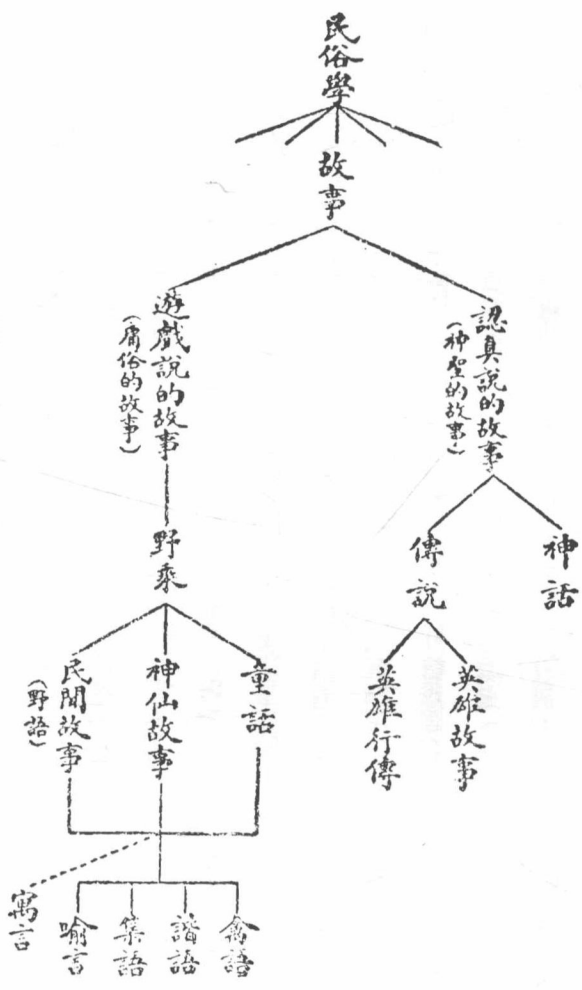 民俗學
故事
認真說的故事
(神聖的故事)
遊戲說的故事
(庸俗的故事)
神話
傳說
野乘
英雄故事
英雄行傳
童話
神仙故事
民間故事
(野語)
禽語
諧語
集語
喻言
寓言